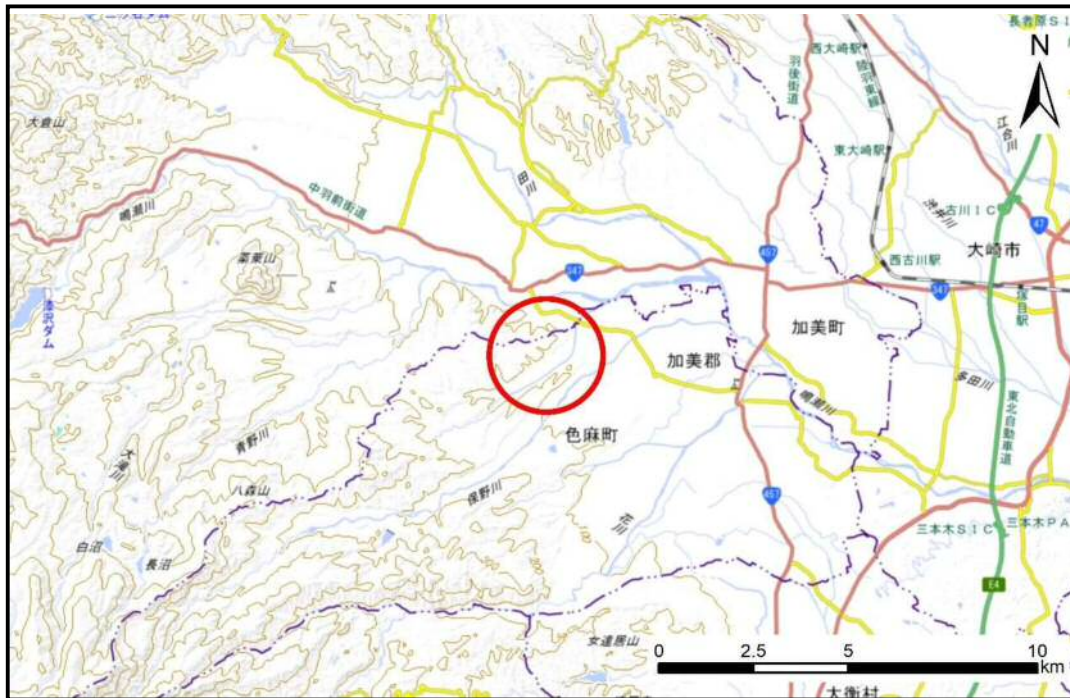 二ツ石ダム
長者原SI
N
西大崎駅
羽後街道
陸羽東線
大倉山
江合川
東大崎駅
田川
中羽前街道
鳴瀬川
渋井川
古川IC
47
大崎市
457
西古川駅
薬莱山
347
347
塚目駅
漆沢ダム
加美町
加美郡
多田川
鳴瀬川
東北自動車道
色麻町
青野川
大滝川
八森山
保野川
457
花川
三本木SIC
三本木PA
白沼
長沼
E4
女達居山
0
2.5
5
10
km
大衡村